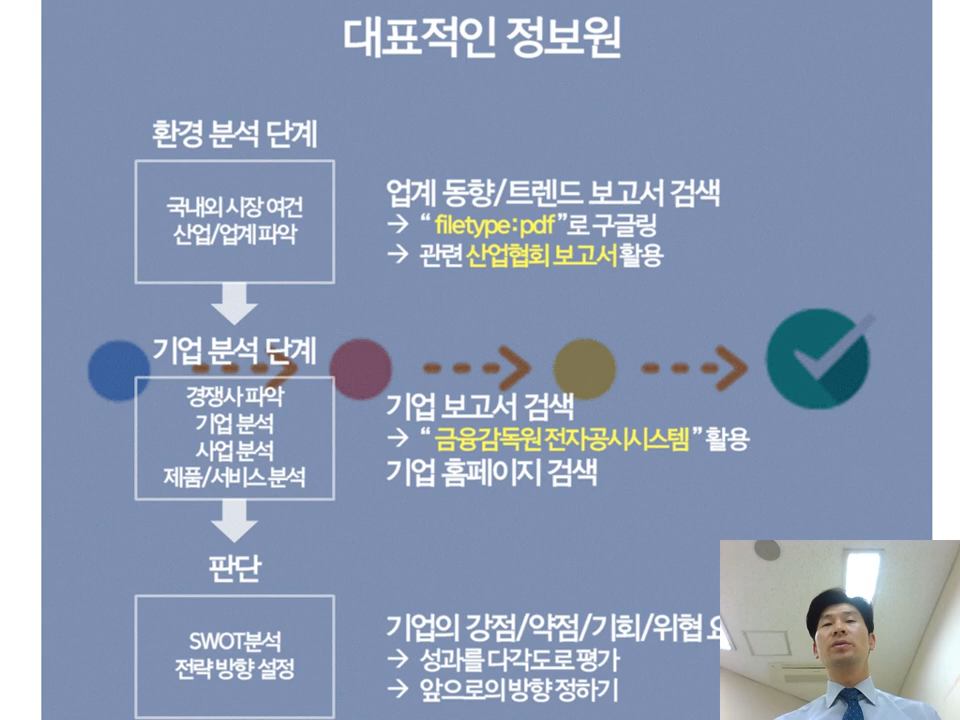 대표적인 정보원
환경 분석 단계
국내외 시장 여건
산업/업계 파악
업계 동향/트렌드 보고서 검색
→ “ filetype:pdf ”로 구글링
→ 관련 산업협회 보고서 활용
기업 분석 단계
경쟁사 파악
기업 분석
사업 분석
제품/서비스 분석
기업 보고서 검색
→ “ 금융감독원 전자공시시스템 ” 활용
기업 홈페이지 검색
판단
SWOT분석
전략 방향 설정
기업의 강점/약점/기회/위협
→ 성과를 다각도로 평가
→ 앞으로의 방향 정하기